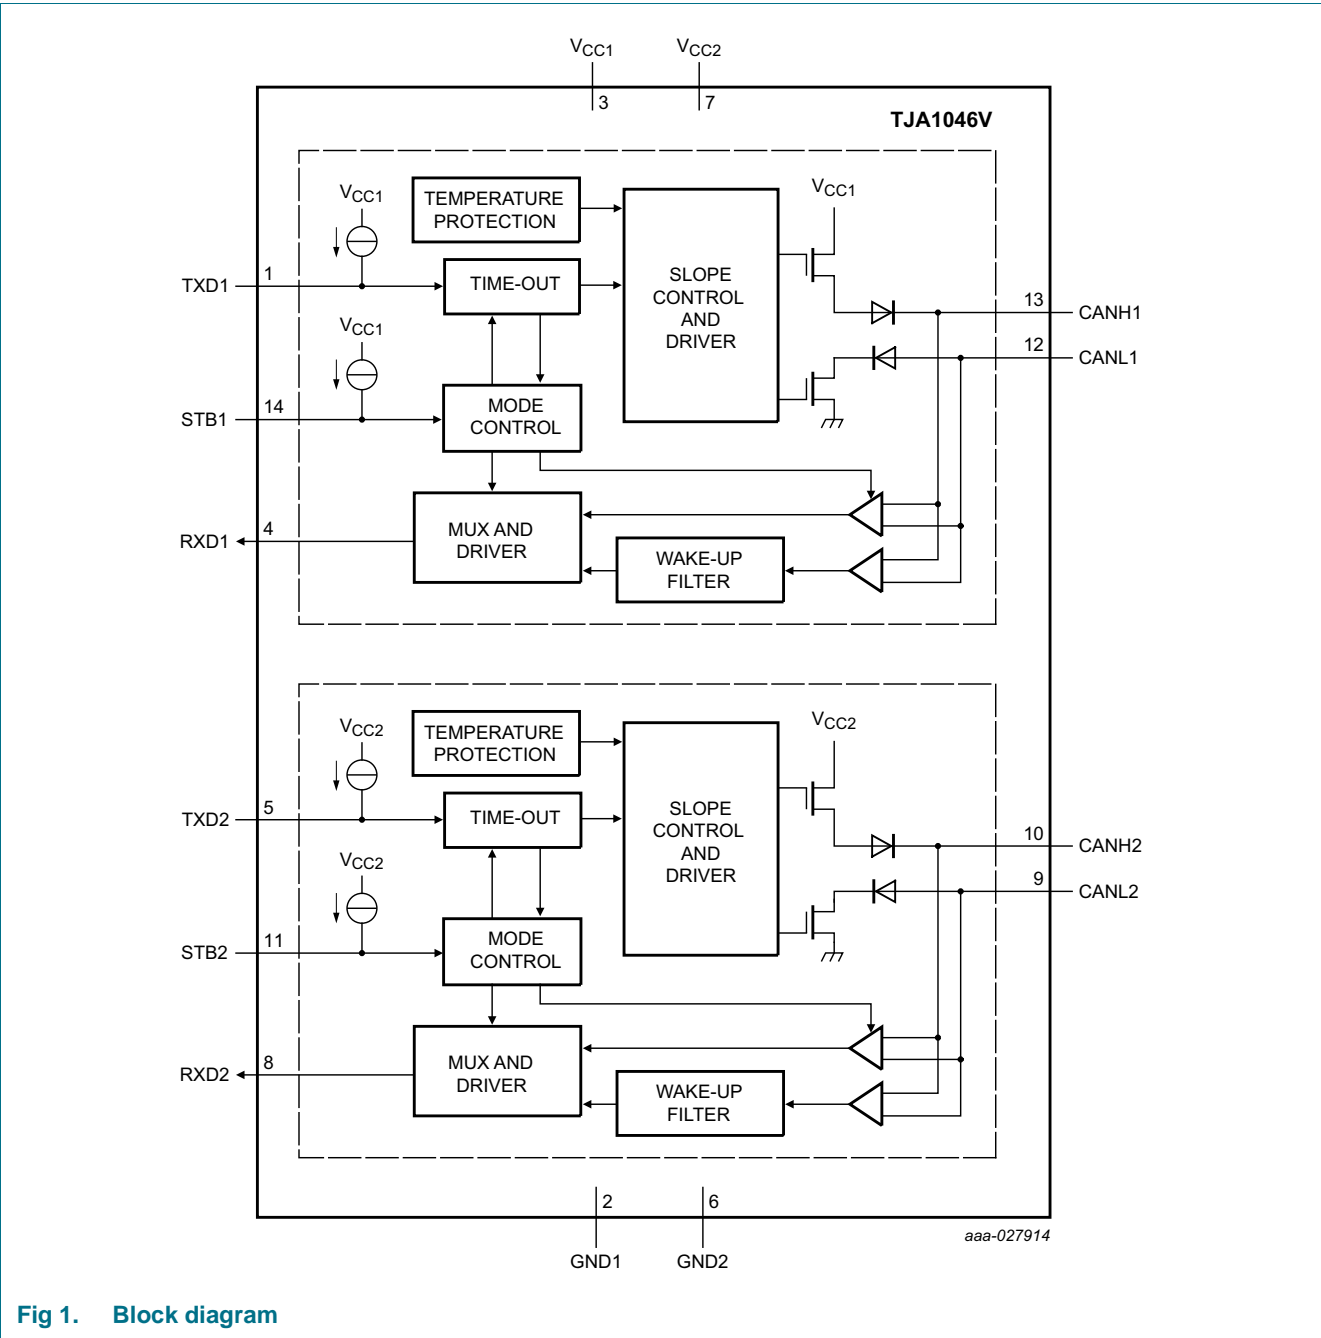 VCC1 VCC2
3 7
TJA1046V
VCC1
TEMPERATURE
PROTECTION
VCC1
TXD1 1
TIME-OUT
SLOPE
CONTROL
AND
DRIVER
13 CANH1
VCC1
12 CANL1
STB1 14
MODE
CONTROL
RXD1 4
MUX AND
DRIVER
WAKE-UP
FILTER
VCC2
TEMPERATURE
PROTECTION
VCC2
TXD2 5
TIME-OUT
SLOPE
CONTROL
AND
DRIVER
10 CANH2
VCC2
9 CANL2
STB2 11
MODE
CONTROL
RXD2 8
MUX AND
DRIVER
WAKE-UP
FILTER
2 6
GND1 GND2
aaa-027914
Fig 1. Block diagram